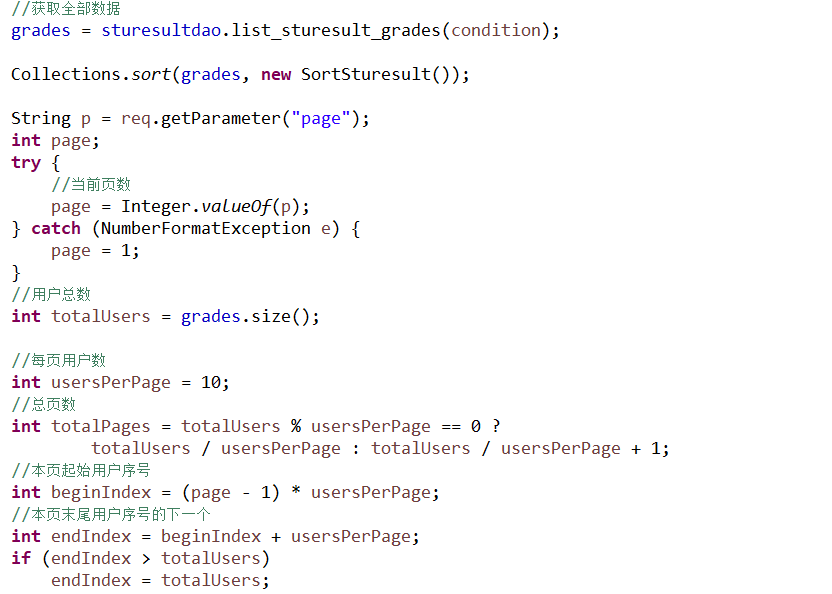 //获取全部数据
grades = sturesultdao.list_sturesult_grades(condition);
Collections.sort(grades, new SortSturesult());
String p = req.getParameter("page");
int page;
try {
//当前页数
page = Integer.valueOf(p);
} catch (NumberFormatException e) {
page = 1;
}
//用户总数
int totalUsers = grades.size();
//每页用户数
int usersPerPage = 10;
//总页数
int totalPages = totalUsers % usersPerPage == 0 ?
totalUsers / usersPerPage : totalUsers / usersPerPage + 1;
//本页起始用户序号
int beginIndex = (page - 1) * usersPerPage;
//本页末尾用户序号的下一个
int endIndex = beginIndex + usersPerPage;
if (endIndex > totalUsers)
endIndex = totalUsers;